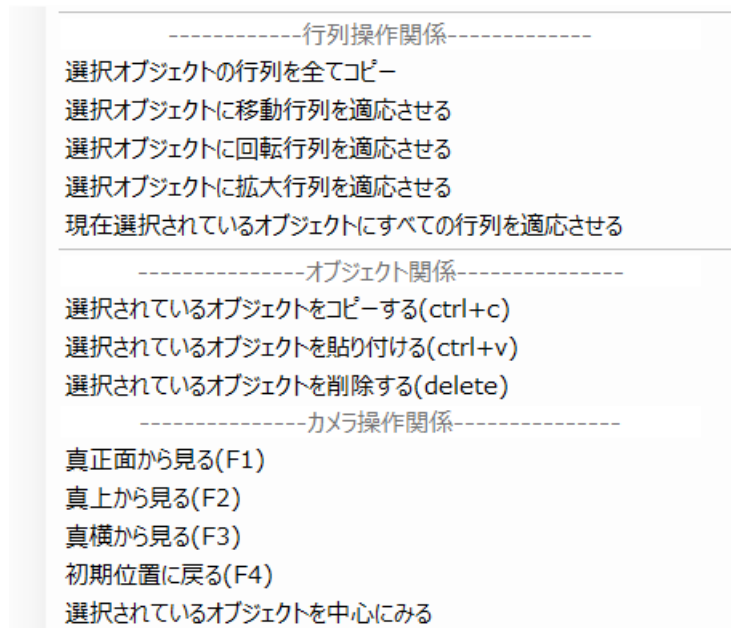 ------------行列操作関係-------------
選択オブジェクトの行列を全てコピー
選択オブジェクトに移動行列を適応させる
選択オブジェクトに回転行列を適応させる
選択オブジェクトに拡大行列を適応させる
現在選択されているオブジェクトにすべての行列を適応させる
---------------オブジェクト関係---------------
選択されているオブジェクトをコピーする(ctrl+c)
選択されているオブジェクトを貼り付ける(ctrl+v)
選択されているオブジェクトを削除する(delete)
---------------カメラ操作関係---------------
真正面から見る(F1)
真上から見る(F2)
真横から見る(F3)
初期位置に戻る(F4)
選択されているオブジェクトを中心にみる